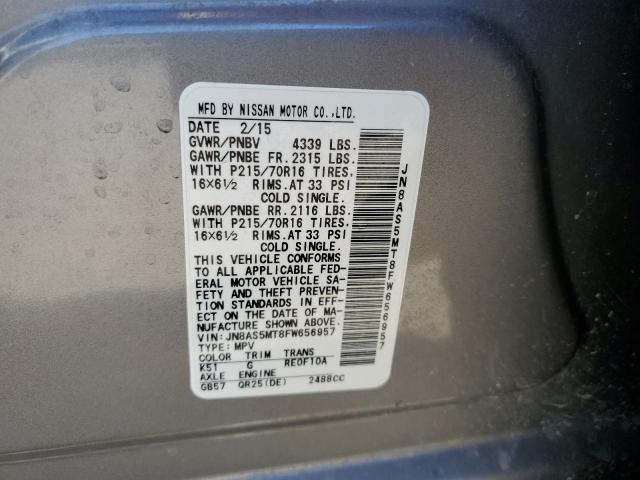 MFD BY NISSAN MOTOR CO.,LTD.
DATE 2/15
GVWR/PNBV 4339 LBS.
GAWR/PNBE FR. 2315 LBS.
WITH P215/70R16 TIRES,
16×6½ RIMS. AT 33 PSI
COLD SINGLE.
GAWR/PNBE RR. 2116 LBS.
WITH P215/70R16 TIRES,
16×6½ RIMS. AT 33 PSI
COLD SINGLE.
THIS VEHICLE CONFORMS
TO ALL APPLICABLE FED-
ERAL MOTOR VEHICLE SA-
FETY AND THEFT PREVEN-
TION STANDARDS IN EFF-
ECT ON THE DATE OF MA-
NUFACTURE SHOWN ABOVE.
VIN: JN8AS5MT8FW656957
TYPE: MPV
COLOR TRIM TRANS
K51 G RE0F10A
AXLE ENGINE
GB57 QR25(DE) 2488CC
JN8AS5MT8FW656957